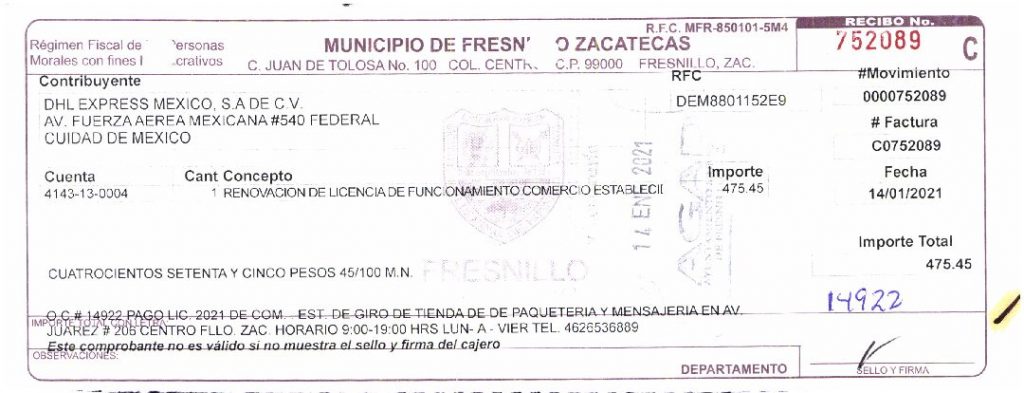 R.F.C. MFR-850101-5M4
RECIBO No.
Régimen Fiscal de Personas
Morales con fines
MUNICIPIO DE FRESN O ZACATECAS
752089 C
C. JUAN DE TOLOSA No. 100 COL. CENTR C.P. 99000 FRESNILLO, ZAC.
Contribuyente
RFC
#Movimiento
DHL EXPRESS MEXICO, S.A DE C.V.
DEM8801152E9
0000752089
AV. FUERZA AEREA MEXICANA #540 FEDERAL
# Factura
CUIDAD DE MEXICO
C0752089
Cuenta
Cant Concepto
Importe
Fecha
4143-13-0004
1 RENOVACION DE LICENCIA DE FUNCIONAMIENTO COMERCIO ESTABLECII
475.45
14/01/2021
14 ENE 2021
Importe Total
475.45
CUATROCIENTOS SETENTA Y CINCO PESOS 45/100 M.N.
FRESNILLO
14922
O.C.# 14922 PAGO LIC. 2021 DE COM. EST. DE GIRO DE TIENDA DE DE PAQUETERIA Y MENSAJERIA EN AV.
IMPORTE TOTAL CON LETRA
JUAREZ # 206 CENTRO FLLO. ZAC. HORARIO 9:00-19:00 HRS LUN- A - VIER TEL. 4626536889
Este comprobante no es válido si no muestra el sello y firma del cajero
OBSERVACIONES:
DEPARTAMENTO
SELLO Y FIRMA